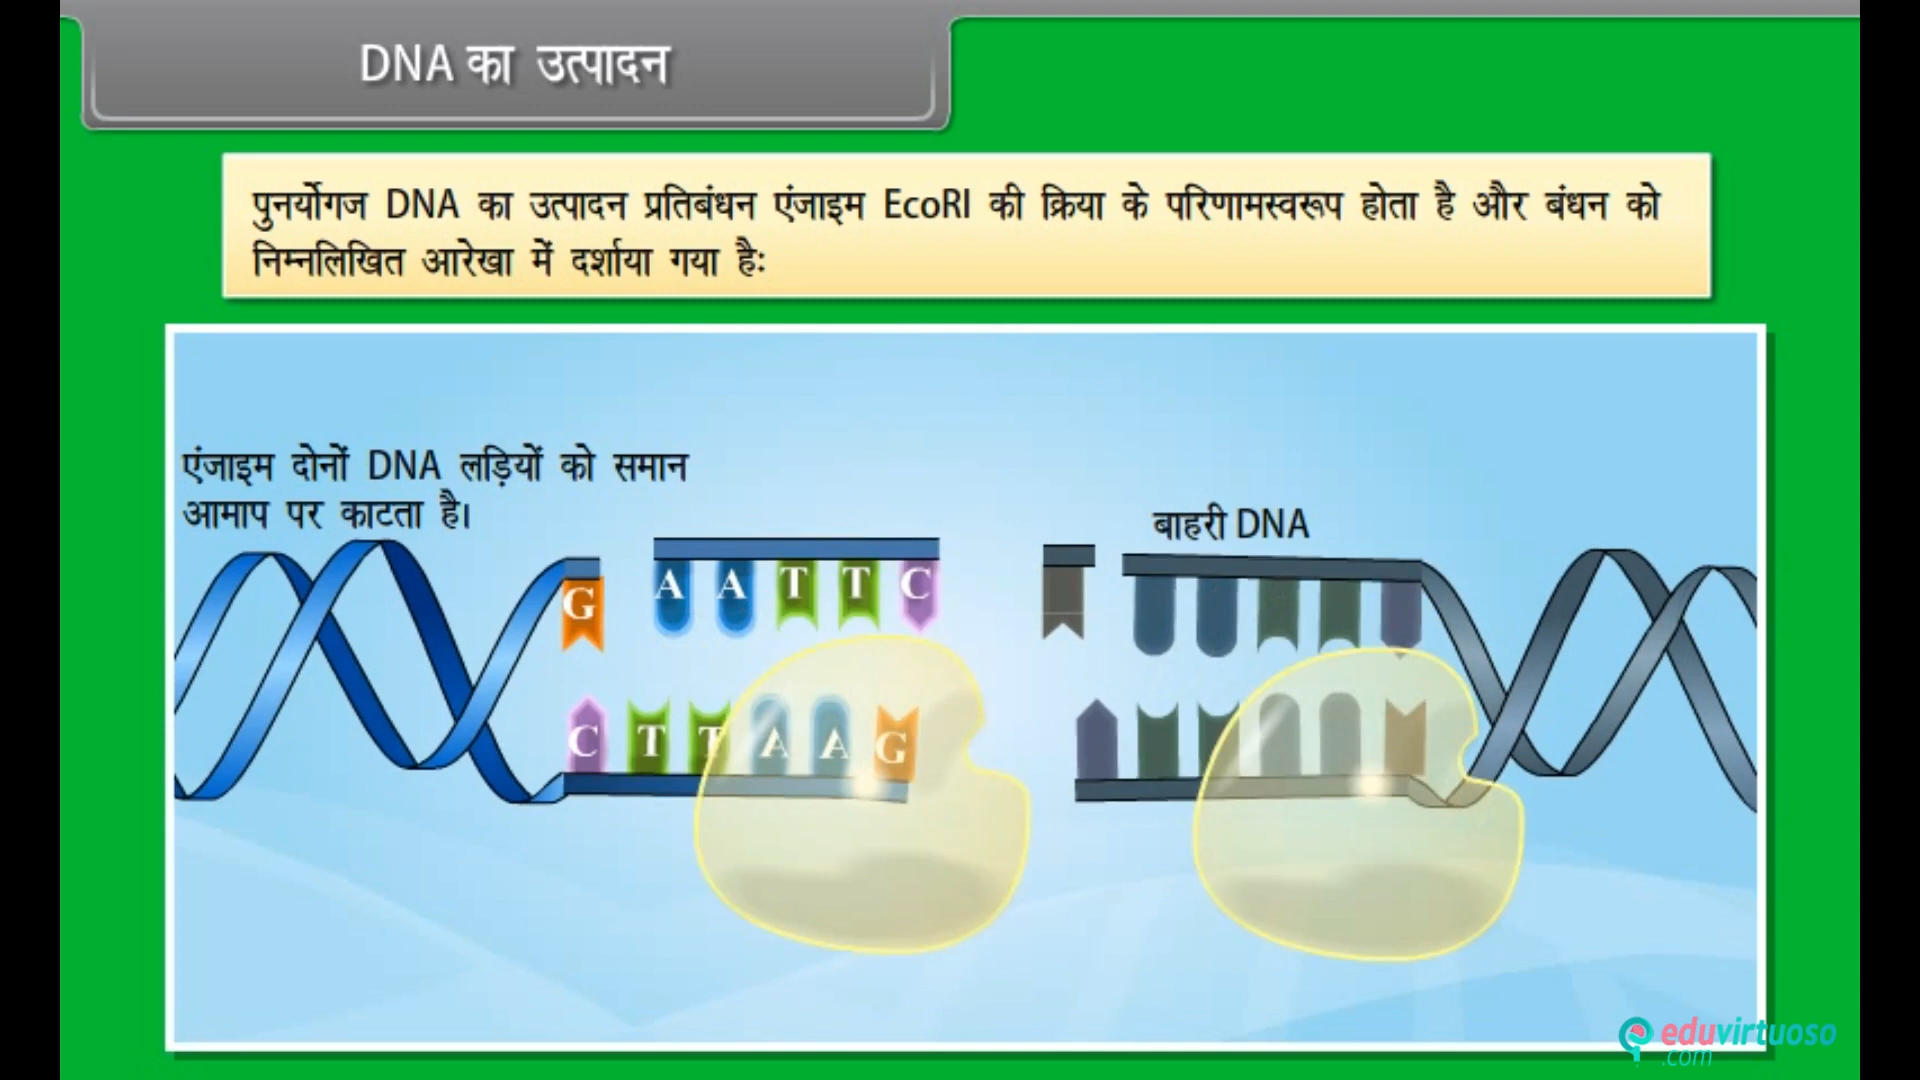 DNA का उत्पादन
पुनर्योगज DNA का उत्पादन प्रतिबंधन एंजाइम EcoRI की क्रिया के परिणामस्वरूप होता है और बंधन को
निम्नलिखित आरेखा में दर्शाया गया है:
एंजाइम दोनों DNA लड़ियों को समान
आमाप पर काटता है।
बाहरी DNA
G A A T T C
C T T A A G
eduvirtuoso
.com